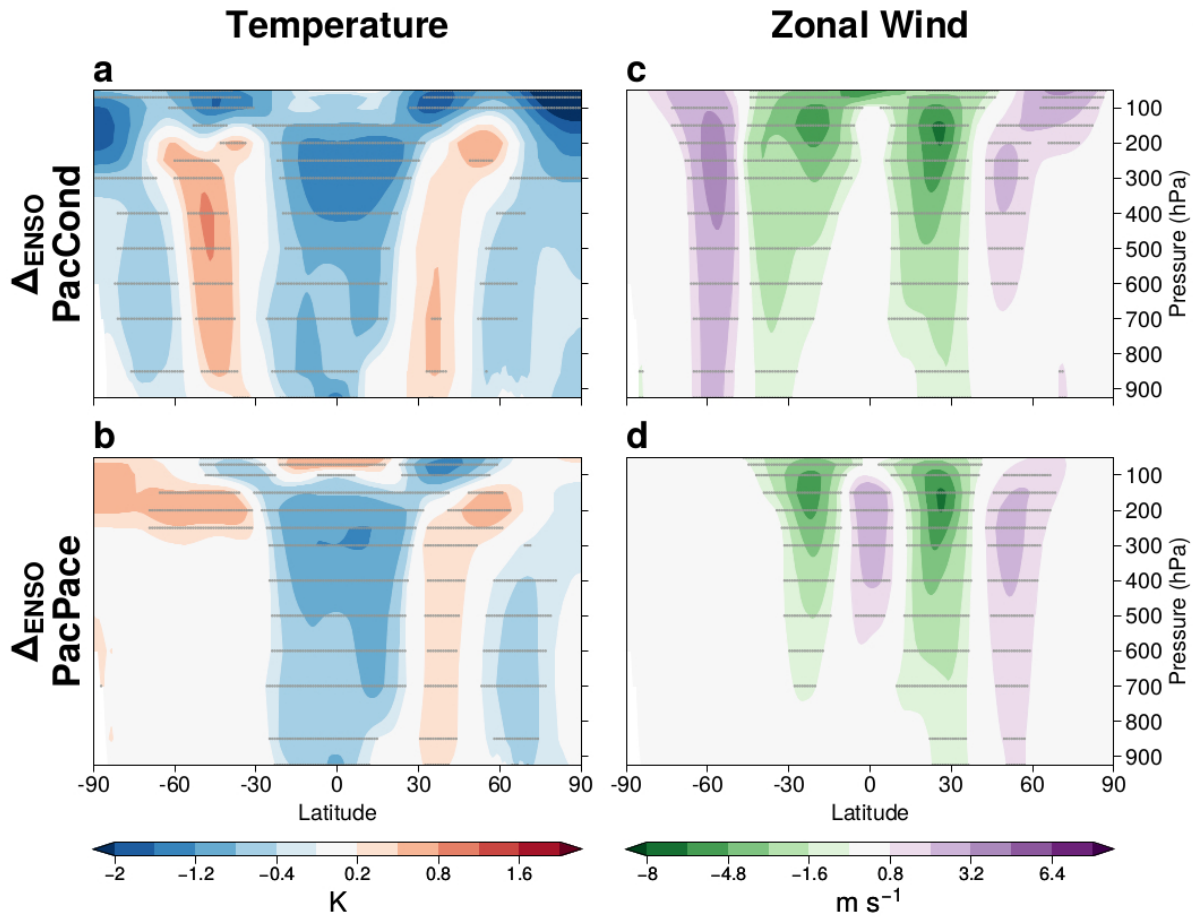 Temperature
Zonal Wind
a
c
Δ_ENSO
PacCond
100
200
300
400
500
600
700
800
900
Pressure (hPa)
b
d
Δ_ENSO
PacPace
100
200
300
400
500
600
700
800
900
Pressure (hPa)
-90 -60 -30 0 30 60 90
-90 -60 -30 0 30 60 90
Latitude
Latitude
−2 −1.2 −0.4 0.2 0.8 1.6
−8 −4.8 −1.6 0.8 3.2 6.4
K
m s⁻¹